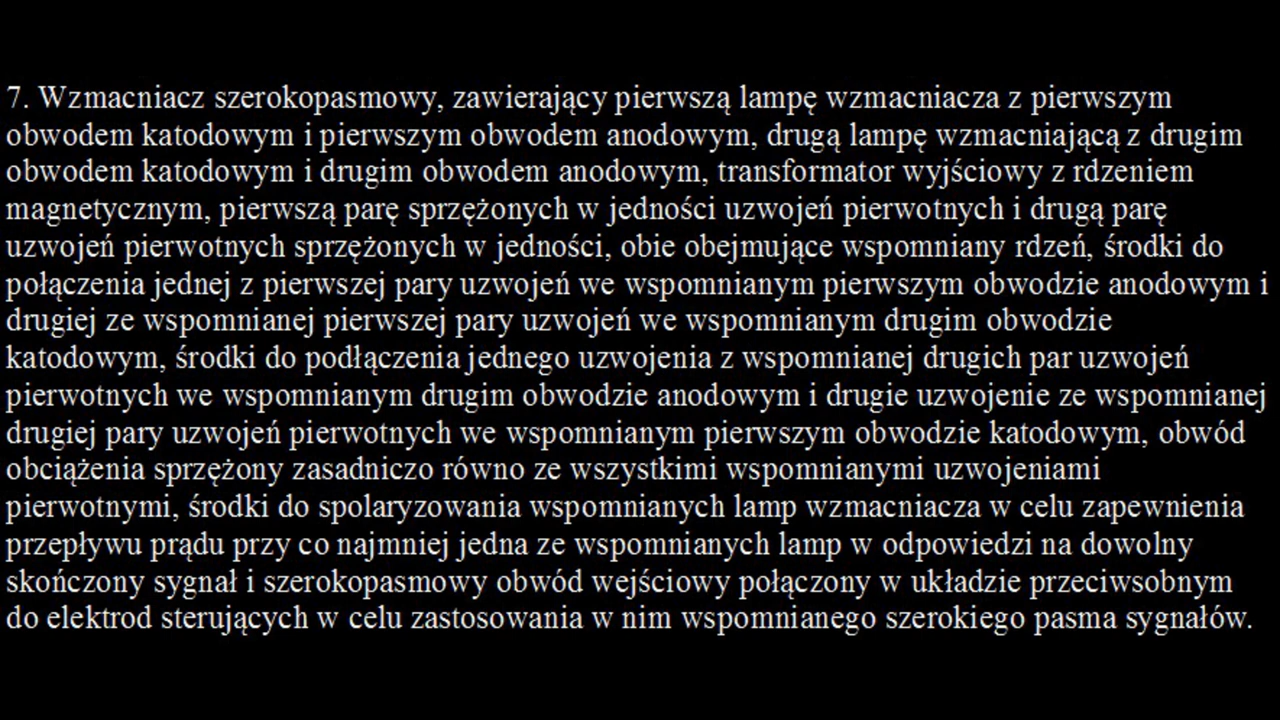 7. Wzmacniacz szerokopasmowy, zawierający pierwszą lampę wzmacniacza z pierwszym
obwodem katodowym i pierwszym obwodem anodowym, drugą lampę wzmacniającą z drugim
obwodem katodowym i drugim obwodem anodowym, transformator wyjściowy z rdzeniem
magnetycznym, pierwszą parę sprzężonych w jedności uzwojeń pierwotnych i drugą parę
uzwojeń pierwotnych sprzężonych w jedności, obie obejmujące wspomniany rdzeń, środki do
połączenia jednej z pierwszej pary uzwojeń we wspomnianym pierwszym obwodzie anodowym i
drugiej ze wspomnianej pierwszej pary uzwojeń we wspomnianym drugim obwodzie
katodowym, środki do podłączenia jednego uzwojenia z wspomnianej drugich par uzwojeń
pierwotnych we wspomnianym drugim obwodzie anodowym i drugie uzwojenie ze wspomnianej
drugiej pary uzwojeń pierwotnych we wspomnianym pierwszym obwodzie katodowym, obwód
obciążenia sprzężony zasadniczo równo ze wszystkimi wspomnianymi uzwojeniami
pierwotnymi, środki do spolaryzowania wspomnianych lamp wzmacniacza w celu zapewnienia
przepływu prądu przy co najmniej jedna ze wspomnianych lamp w odpowiedzi na dowolny
skończony sygnał i szerokopasmowy obwód wejściowy połączony w układzie przeciwsobnym
do elektrod sterujących w celu zastosowania w nim wspomnianego szerokiego pasma sygnałów.